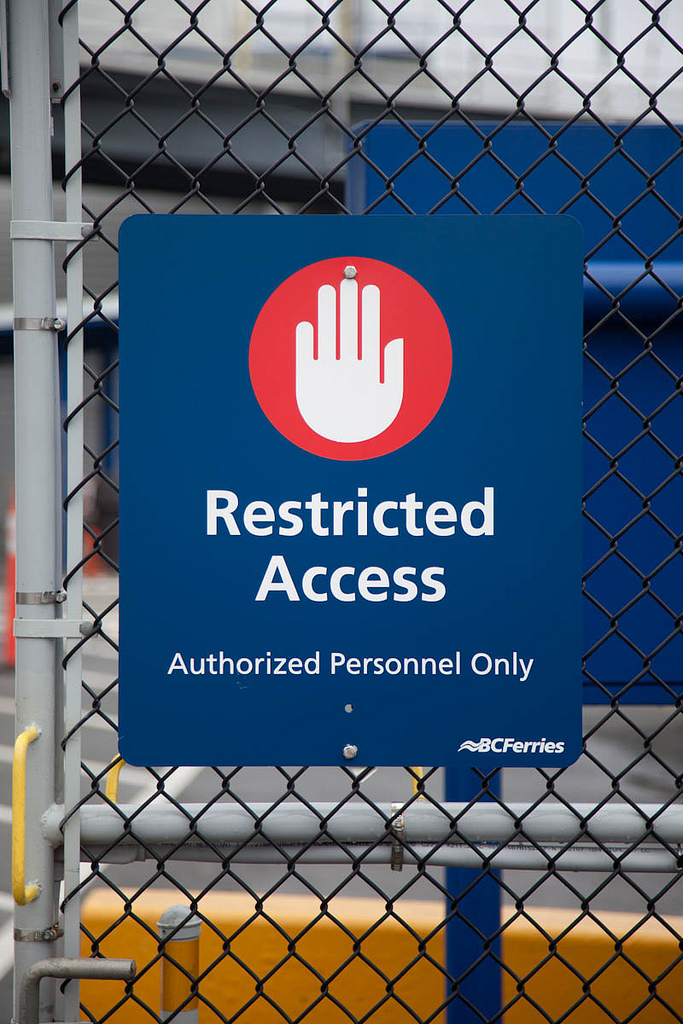 Restricted
Access
Authorized Personnel Only
BCFerries